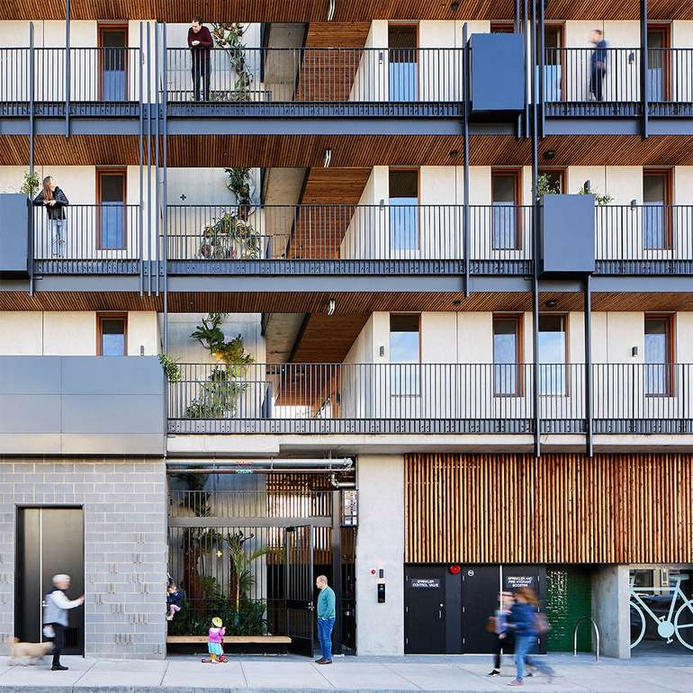 SPRINKLER
CONTROL VALVE
SPRINKLER AND
FIRE HYDRANT
BOOSTER